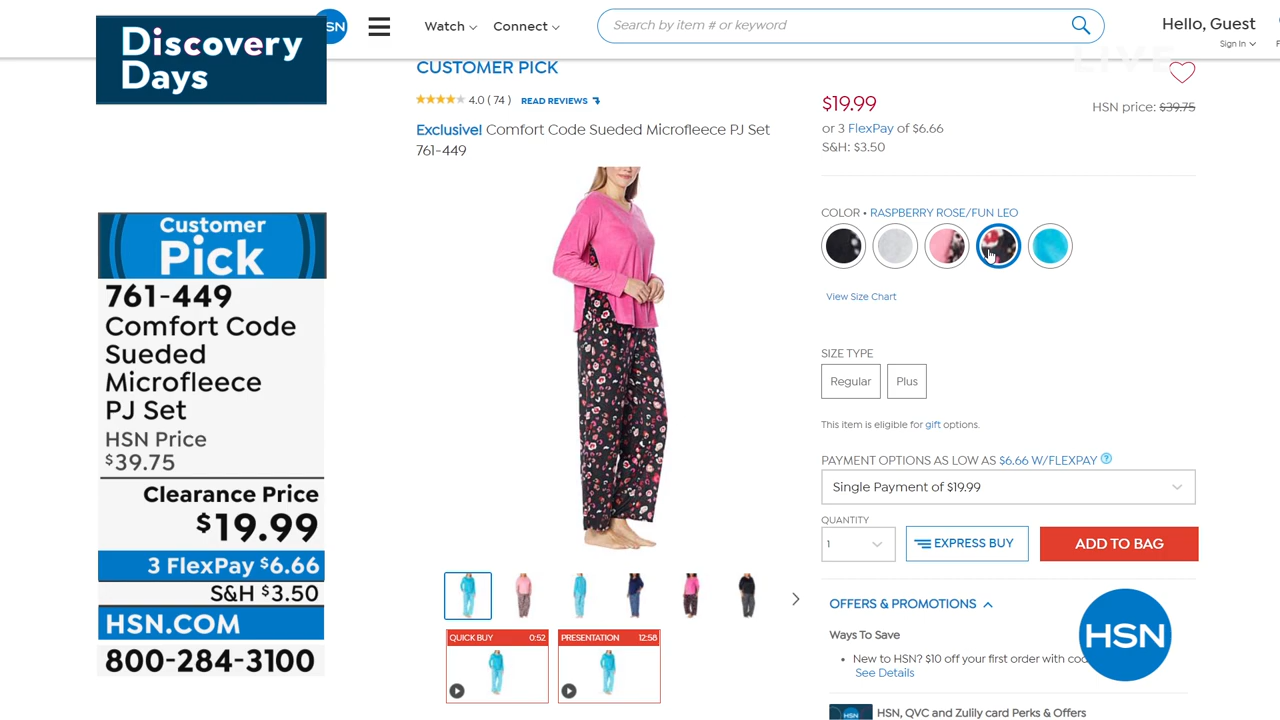 Discovery
Days
SN
Watch
Connect
Search by item # or keyword
Hello, Guest
Sign In
LIVE
CUSTOMER PICK
4.0 ( 74 ) READ REVIEWS
Exclusive! Comfort Code Sueded Microfleece PJ Set
761-449
$19.99
HSN price: $39.75
or 3 FlexPay of $6.66
S&H: $3.50
COLOR • RASPBERRY ROSE/FUN LEO
View Size Chart
SIZE TYPE
Regular
Plus
This item is eligible for gift options.
PAYMENT OPTIONS AS LOW AS $6.66 W/FLEXPAY ?
Single Payment of $19.99
QUANTITY
1
EXPRESS BUY
ADD TO BAG
OFFERS & PROMOTIONS
Ways To Save
• New to HSN? $10 off your first order with
See Details
HSN, QVC and Zulily card Perks & Offers
HSN
QUICK BUY 0:52
PRESENTATION 12:58
Customer
Pick
761-449
Comfort Code
Sueded
Microfleece
PJ Set
HSN Price
$39.75
Clearance Price
$19.99
3 FlexPay $6.66
S&H $3.50
HSN.COM
800-284-3100